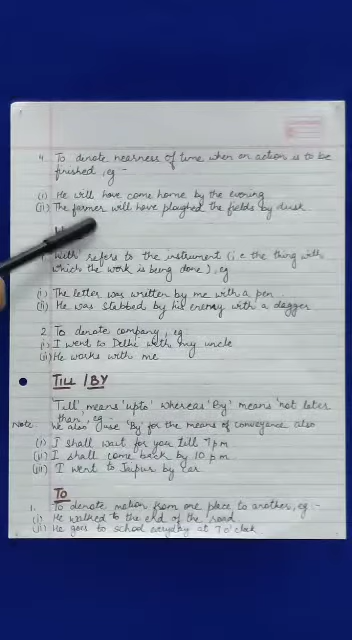 4. To denote nearness of time when an action is to be
finished, eg :-
(i) He will have come home by the evening
(ii) The farmer will have ploughed the fields by dusk
with refers to the instrument (i.e the thing with
which the work is being done), eg
(i) The letter was written by me with a pen
(ii) He was stabbed by his enemy with a dagger
2. To denote company, eg:
(i) I went to Delhi with my uncle
(ii) He works with me
TILL / BY
'Till' means 'upto' whereas 'By' means 'not later
than, eg -
Note We also use 'By' for the means of conveyance also
(i) I shall wait for you till 7 pm
(ii) I shall come back by 10 pm
(iii) I went to Jaipur by car
TO
1. To denote motion from one place to another, eg :-
(i) He walked to the end of the road
(ii) He goes to school everyday at 7 o'clock